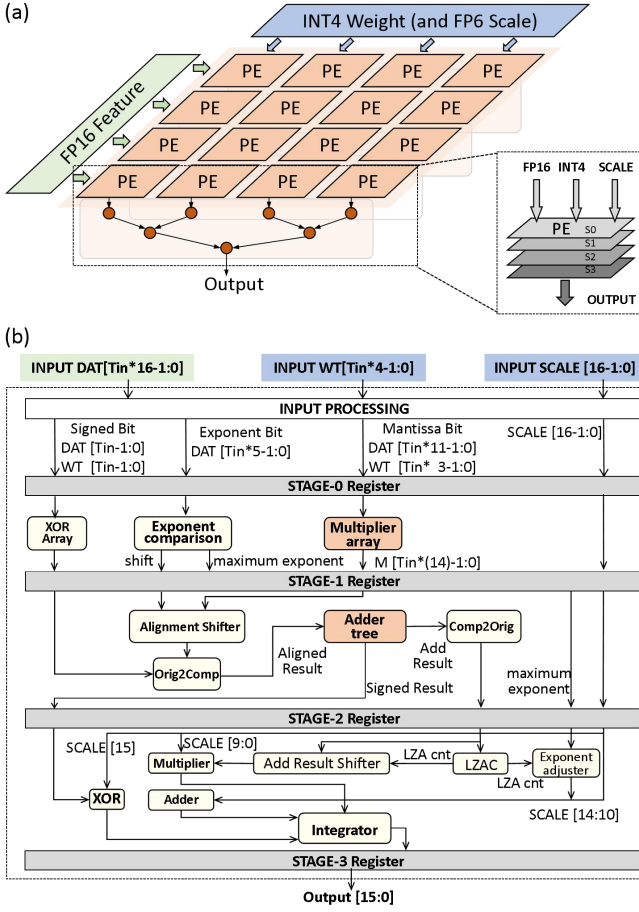 (a)
INT4 Weight (and FP6 Scale)
FP16 Feature
PE PE PE PE
PE PE PE PE
PE PE PE PE
PE PE PE PE
Output
FP16 INT4 SCALE
PE S0
S1
S2
S3
OUTPUT
(b)
INPUT DAT[Tin*16-1:0] INPUT WT[Tin*4-1:0] INPUT SCALE [16-1:0]
INPUT PROCESSING
Signed Bit
DAT [Tin-1:0]
WT [Tin-1:0]
Exponent Bit
DAT [Tin*5-1:0]
Mantissa Bit
DAT [Tin*11-1:0]
WT [Tin* 3-1:0]
SCALE [16-1:0]
STAGE-0 Register
XOR
Array
Exponent
comparison
Multiplier
array
shift maximum exponent M [Tin*(14)-1:0]
STAGE-1 Register
Alignment Shifter
Orig2Comp
Aligned
Result
Adder
tree
Signed Result
Add
Result
Comp2Orig
maximum
exponent
STAGE-2 Register
SCALE [15]
SCALE [9:0]
Multiplier
Add Result Shifter
LZA cnt
LZAC
LZA cnt
Exponent
adjuster
XOR
Adder
SCALE [14:10]
Integrator
STAGE-3 Register
Output [15:0]